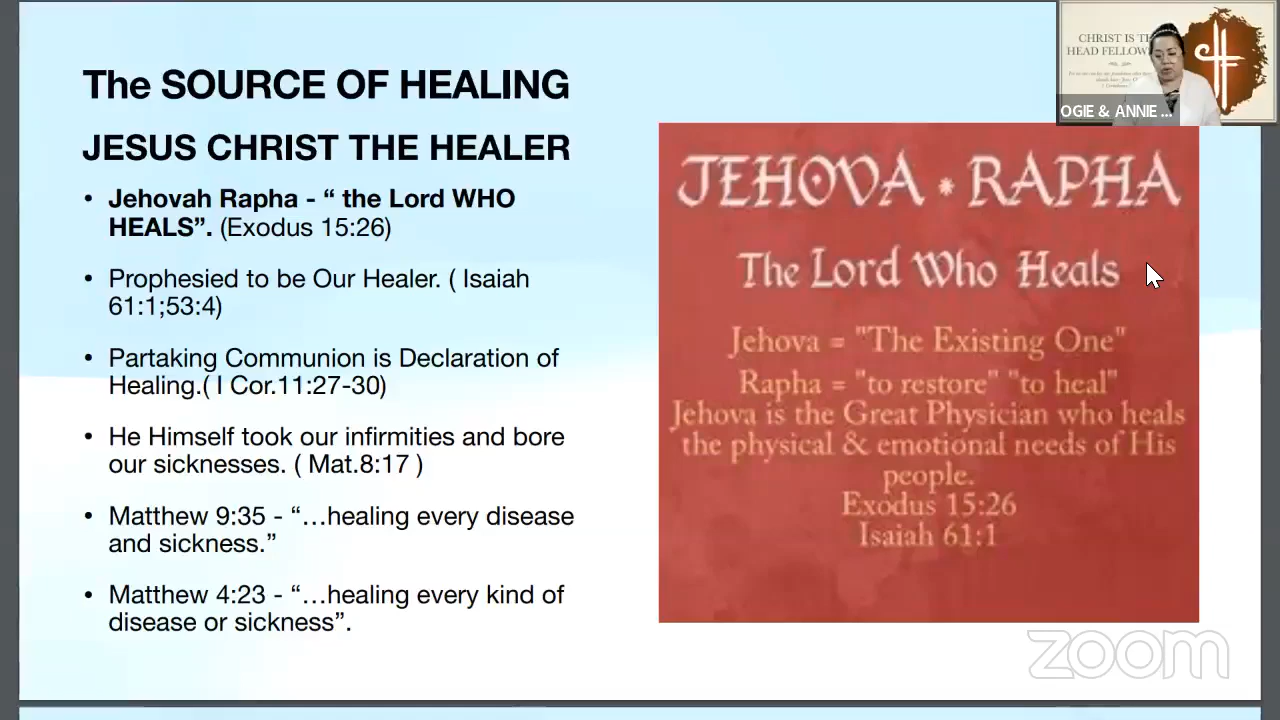 The SOURCE OF HEALING
JESUS CHRIST THE HEALER
• Jehovah Rapha - “ the Lord WHO
HEALS”. (Exodus 15:26)
• Prophesied to be Our Healer. ( Isaiah
61:1;53:4)
• Partaking Communion is Declaration of
Healing.( I Cor.11:27-30)
• He Himself took our infirmities and bore
our sicknesses. ( Mat.8:17 )
• Matthew 9:35 - “…healing every disease
and sickness.”
• Matthew 4:23 - “…healing every kind of
disease or sickness”.
JEHOVA * RAPHA
The Lord Who Heals
Jehova = "The Existing One"
Rapha = "to restore" "to heal"
Jehova is the Great Physician who heals
the physical & emotional needs of His
people.
Exodus 15:26
Isaiah 61:1
CHRIST IS
HEAD
OGIE & ANNIE ...
zoom